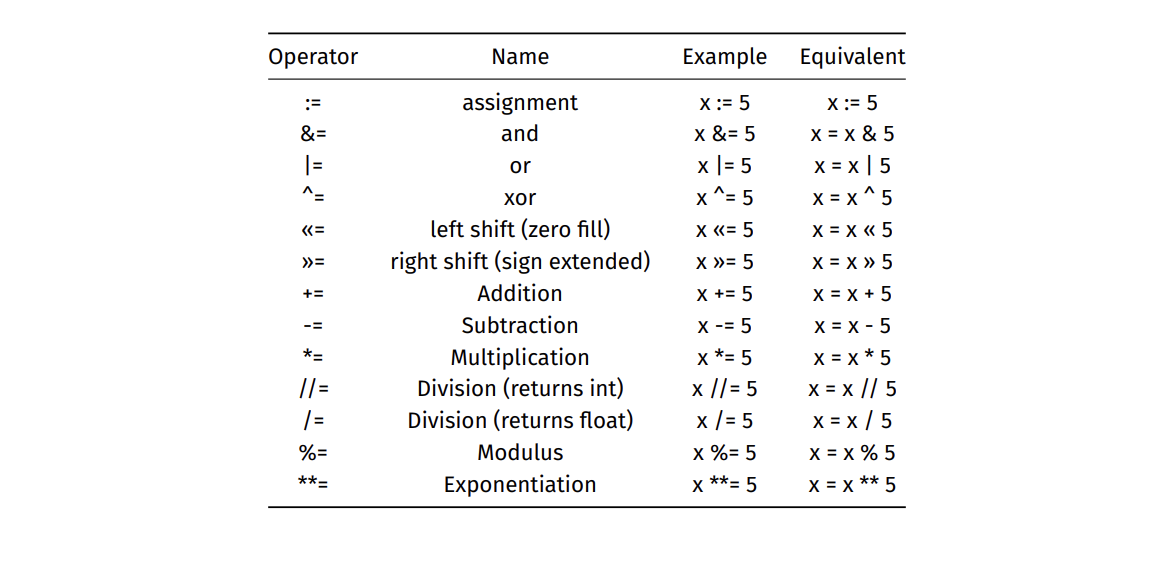 Operator Name Example Equivalent
:= assignment x := 5 x := 5
&= and x &= 5 x = x & 5
|= or x |= 5 x = x | 5
^= xor x ^= 5 x = x ^ 5
«= left shift (zero fill) x «= 5 x = x « 5
»= right shift (sign extended) x »= 5 x = x » 5
+= Addition x += 5 x = x + 5
-= Subtraction x -= 5 x = x - 5
*= Multiplication x *= 5 x = x * 5
//= Division (returns int) x //= 5 x = x // 5
/= Division (returns float) x /= 5 x = x / 5
%= Modulus x %= 5 x = x % 5
**= Exponentiation x **= 5 x = x ** 5